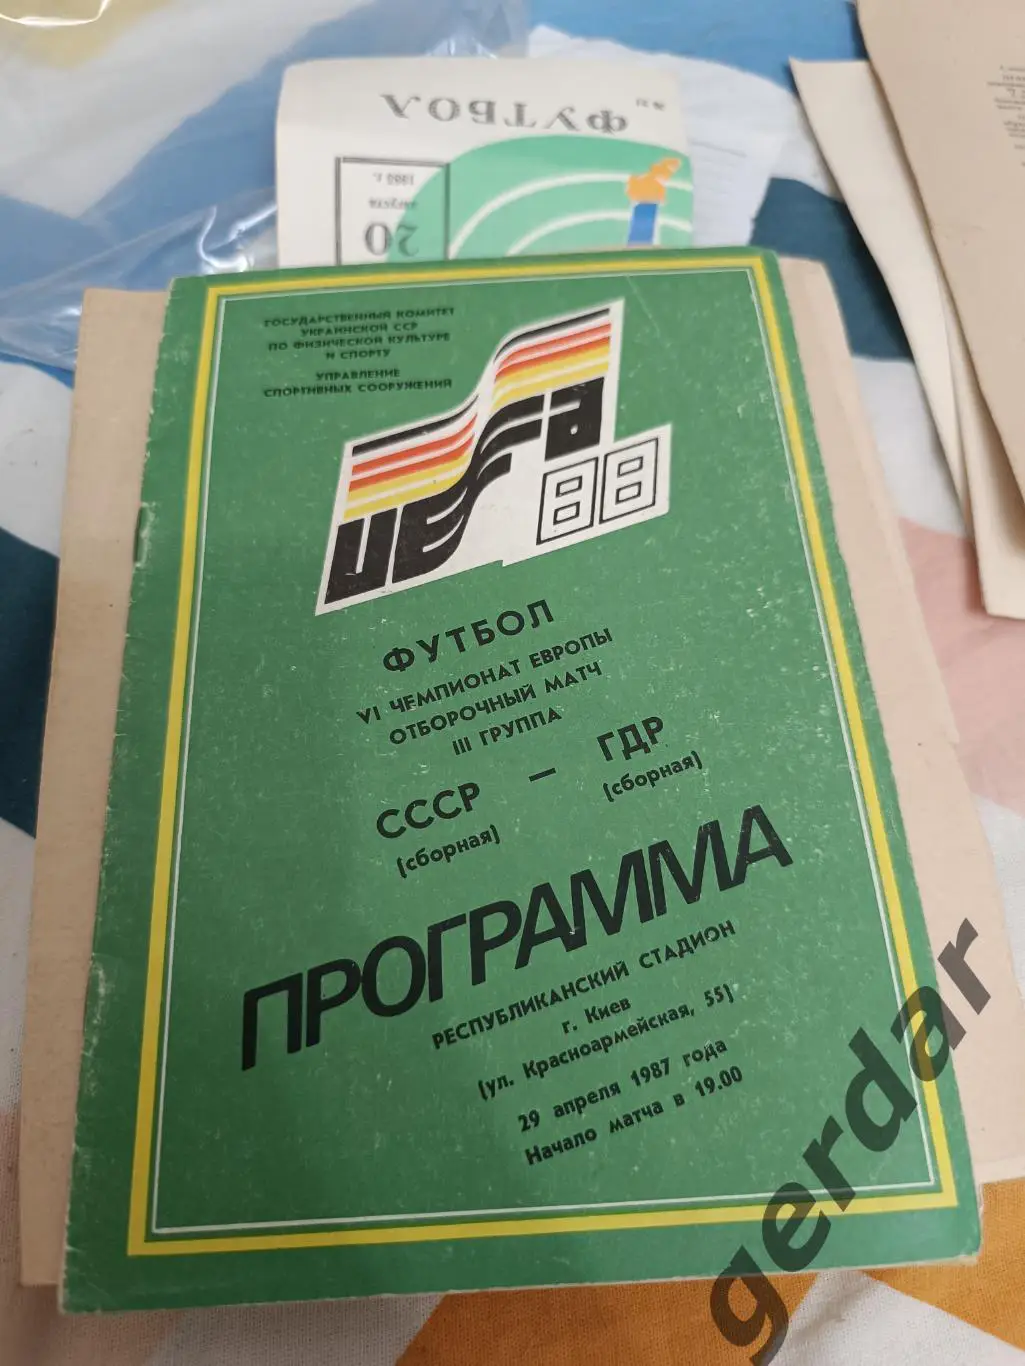 ФУТБОЛ
20
августа
ГОСУДАРСТВЕННЫЙ КОМИТЕТ
УКРАИНСКОЙ ССР
ПО ФИЗИЧЕСКОЙ КУЛЬТУРЕ
И СПОРТУ
УПРАВЛЕНИЕ
СПОРТИВНЫХ СООРУЖЕНИЙ
UEFA
88
ФУТБОЛ
VI ЧЕМПИОНАТ ЕВРОПЫ
ОТБОРОЧНЫЙ МАТЧ
III ГРУППА
СССР — ГДР
(сборная) (сборная)
ПРОГРАММА
РЕСПУБЛИКАНСКИЙ СТАДИОН
г. Киев
(ул. Красноармейская, 55)
29 апреля 1987 года
Начало матча в 19.00
gerdar